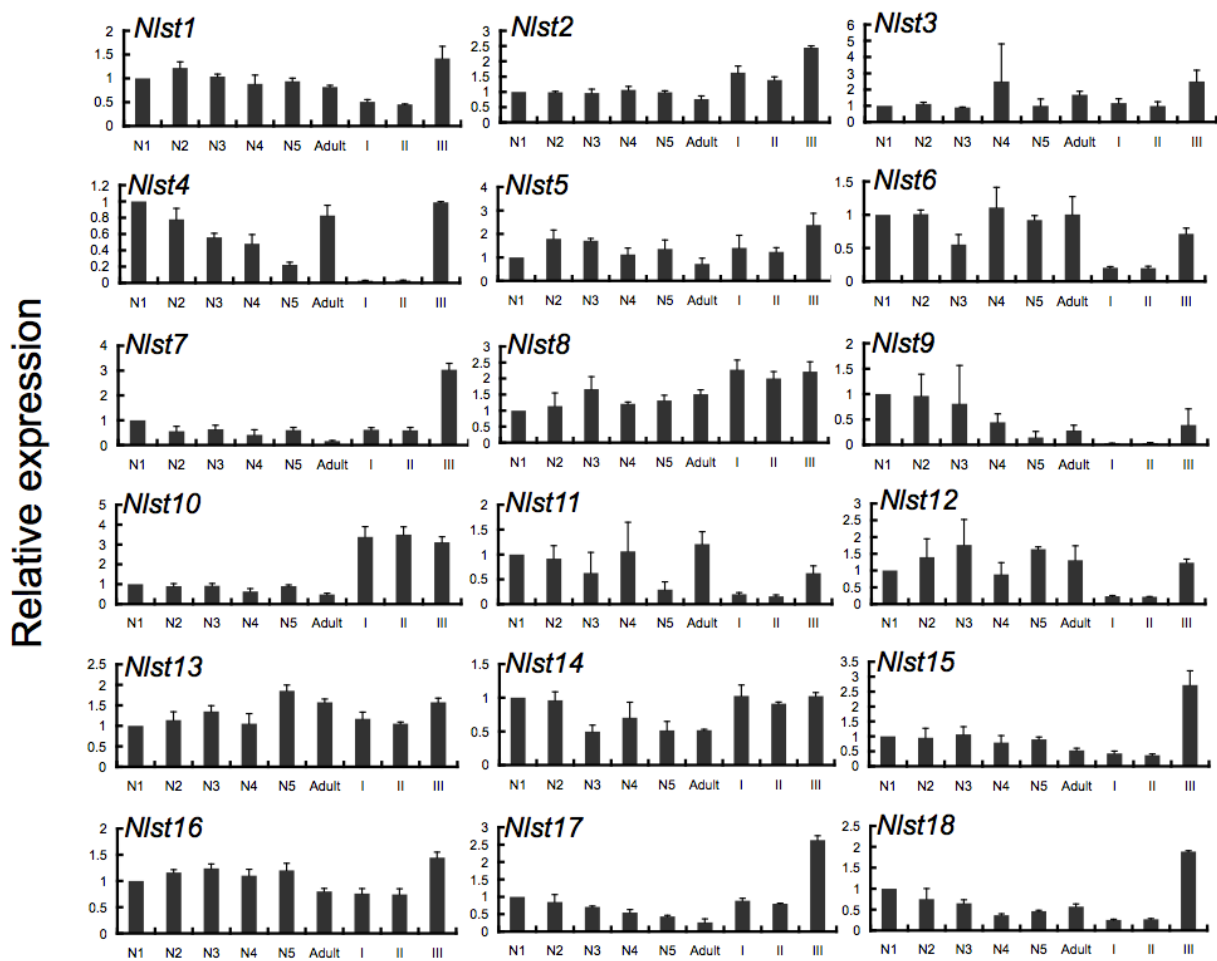 Relative expression
Nlst1
2
1.5
1
0.5
0
N1 N2 N3 N4 N5 Adult I II III
Nlst2
3
2.5
2
1.5
1
0.5
0
N1 N2 N3 N4 N5 Adult I II III
Nlst3
6
5
4
3
2
1
0
N1 N2 N3 N4 N5 Adult I II III
Nlst4
1.2
1
0.8
0.6
0.4
0.2
0
N1 N2 N3 N4 N5 Adult I II III
Nlst5
4
3
2
1
0
N1 N2 N3 N4 N5 Adult I II III
Nlst6
1.5
1
0.5
0
N1 N2 N3 N4 N5 Adult I II III
Nlst7
4
3
2
1
0
N1 N2 N3 N4 N5 Adult I II III
Nlst8
3
2.5
2
1.5
1
0.5
0
N1 N2 N3 N4 N5 Adult I II III
Nlst9
2
1.5
1
0.5
0
N1 N2 N3 N4 N5 Adult I II III
Nlst10
5
4
3
2
1
0
N1 N2 N3 N4 N5 Adult I II III
Nlst11
2
1.5
1
0.5
0
N1 N2 N3 N4 N5 Adult I II III
Nlst12
3
2.5
2
1.5
1
0.5
0
N1 N2 N3 N4 N5 Adult I II III
Nlst13
2.5
2
1.5
1
0.5
0
N1 N2 N3 N4 N5 Adult I II III
Nlst14
1.5
1
0.5
0
N1 N2 N3 N4 N5 Adult I II III
Nlst15
3.5
3
2.5
2
1.5
1
0.5
0
N1 N2 N3 N4 N5 Adult I II III
Nlst16
2
1.5
1
0.5
0
N1 N2 N3 N4 N5 Adult I II III
Nlst17
3
2.5
2
1.5
1
0.5
0
N1 N2 N3 N4 N5 Adult I II III
Nlst18
2.5
2
1.5
1
0.5
0
N1 N2 N3 N4 N5 Adult I II III